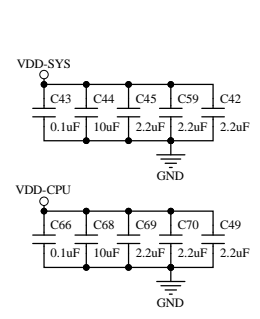 VDD-SYS
C43 C44 C45 C59 C42
0.1uF 10uF 2.2uF 2.2uF 2.2uF
GND
VDD-CPU
C66 C68 C69 C70 C49
0.1uF 10uF 2.2uF 2.2uF 2.2uF
GND